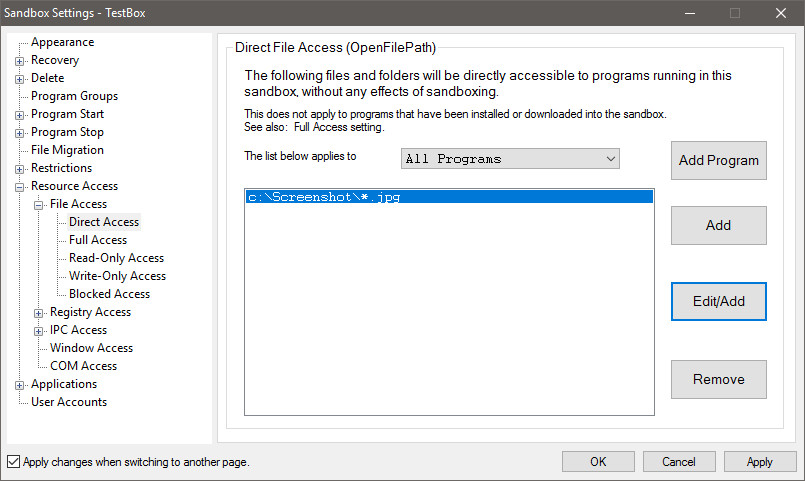 Sandbox Settings - TestBox
Appearance
Recovery
Delete
Program Groups
Program Start
Program Stop
File Migration
Restrictions
Resource Access
File Access
Direct Access
Full Access
Read-Only Access
Write-Only Access
Blocked Access
Registry Access
IPC Access
Window Access
COM Access
Applications
User Accounts
Direct File Access (OpenFilePath)
The following files and folders will be directly accessible to programs running in this
sandbox, without any effects of sandboxing.
This does not apply to programs that have been installed or downloaded into the sandbox.
See also: Full Access setting.
The list below applies to
All Programs
Add Program
c:\Screenshot\*.jpg
Add
Edit/Add
Remove
Apply changes when switching to another page.
OK
Cancel
Apply